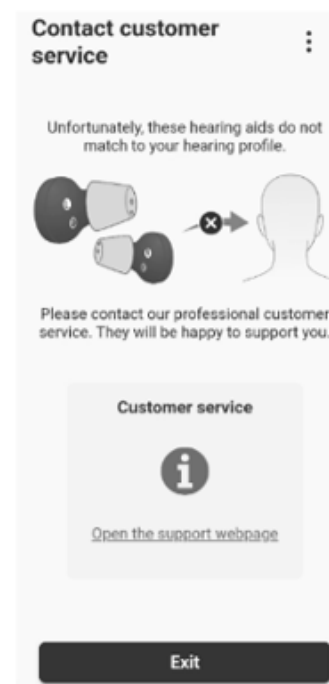 Contact customer
service
Unfortunately, these hearing aids do not
match to your hearing profile.
Please contact our professional customer
service. They will be happy to support you.
Customer service
Open the support webpage
Exit